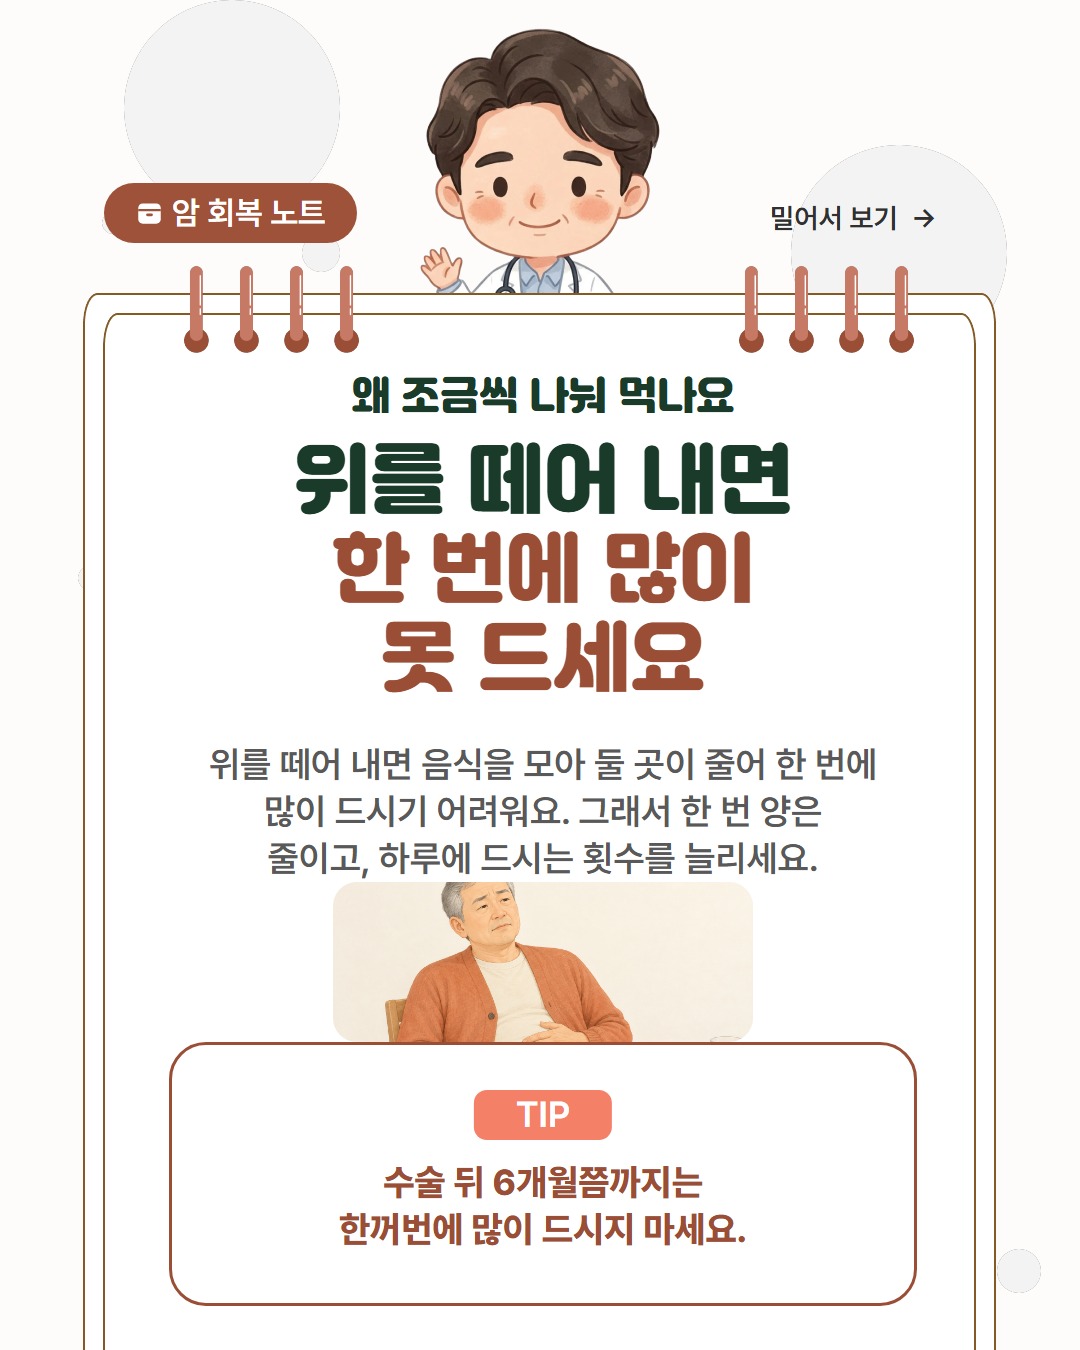 암 회복 노트
밀어서 보기 →
왜 조금씩 나눠 먹나요
위를 떼어 내면
한 번에 많이
못 드세요
위를 떼어 내면 음식을 모아 둘 곳이 줄어 한 번에
많이 드시기 어려워요. 그래서 한 번 양은
줄이고, 하루에 드시는 횟수를 늘리세요.
TIP
수술 뒤 6개월쯤까지는
한꺼번에 많이 드시지 마세요.